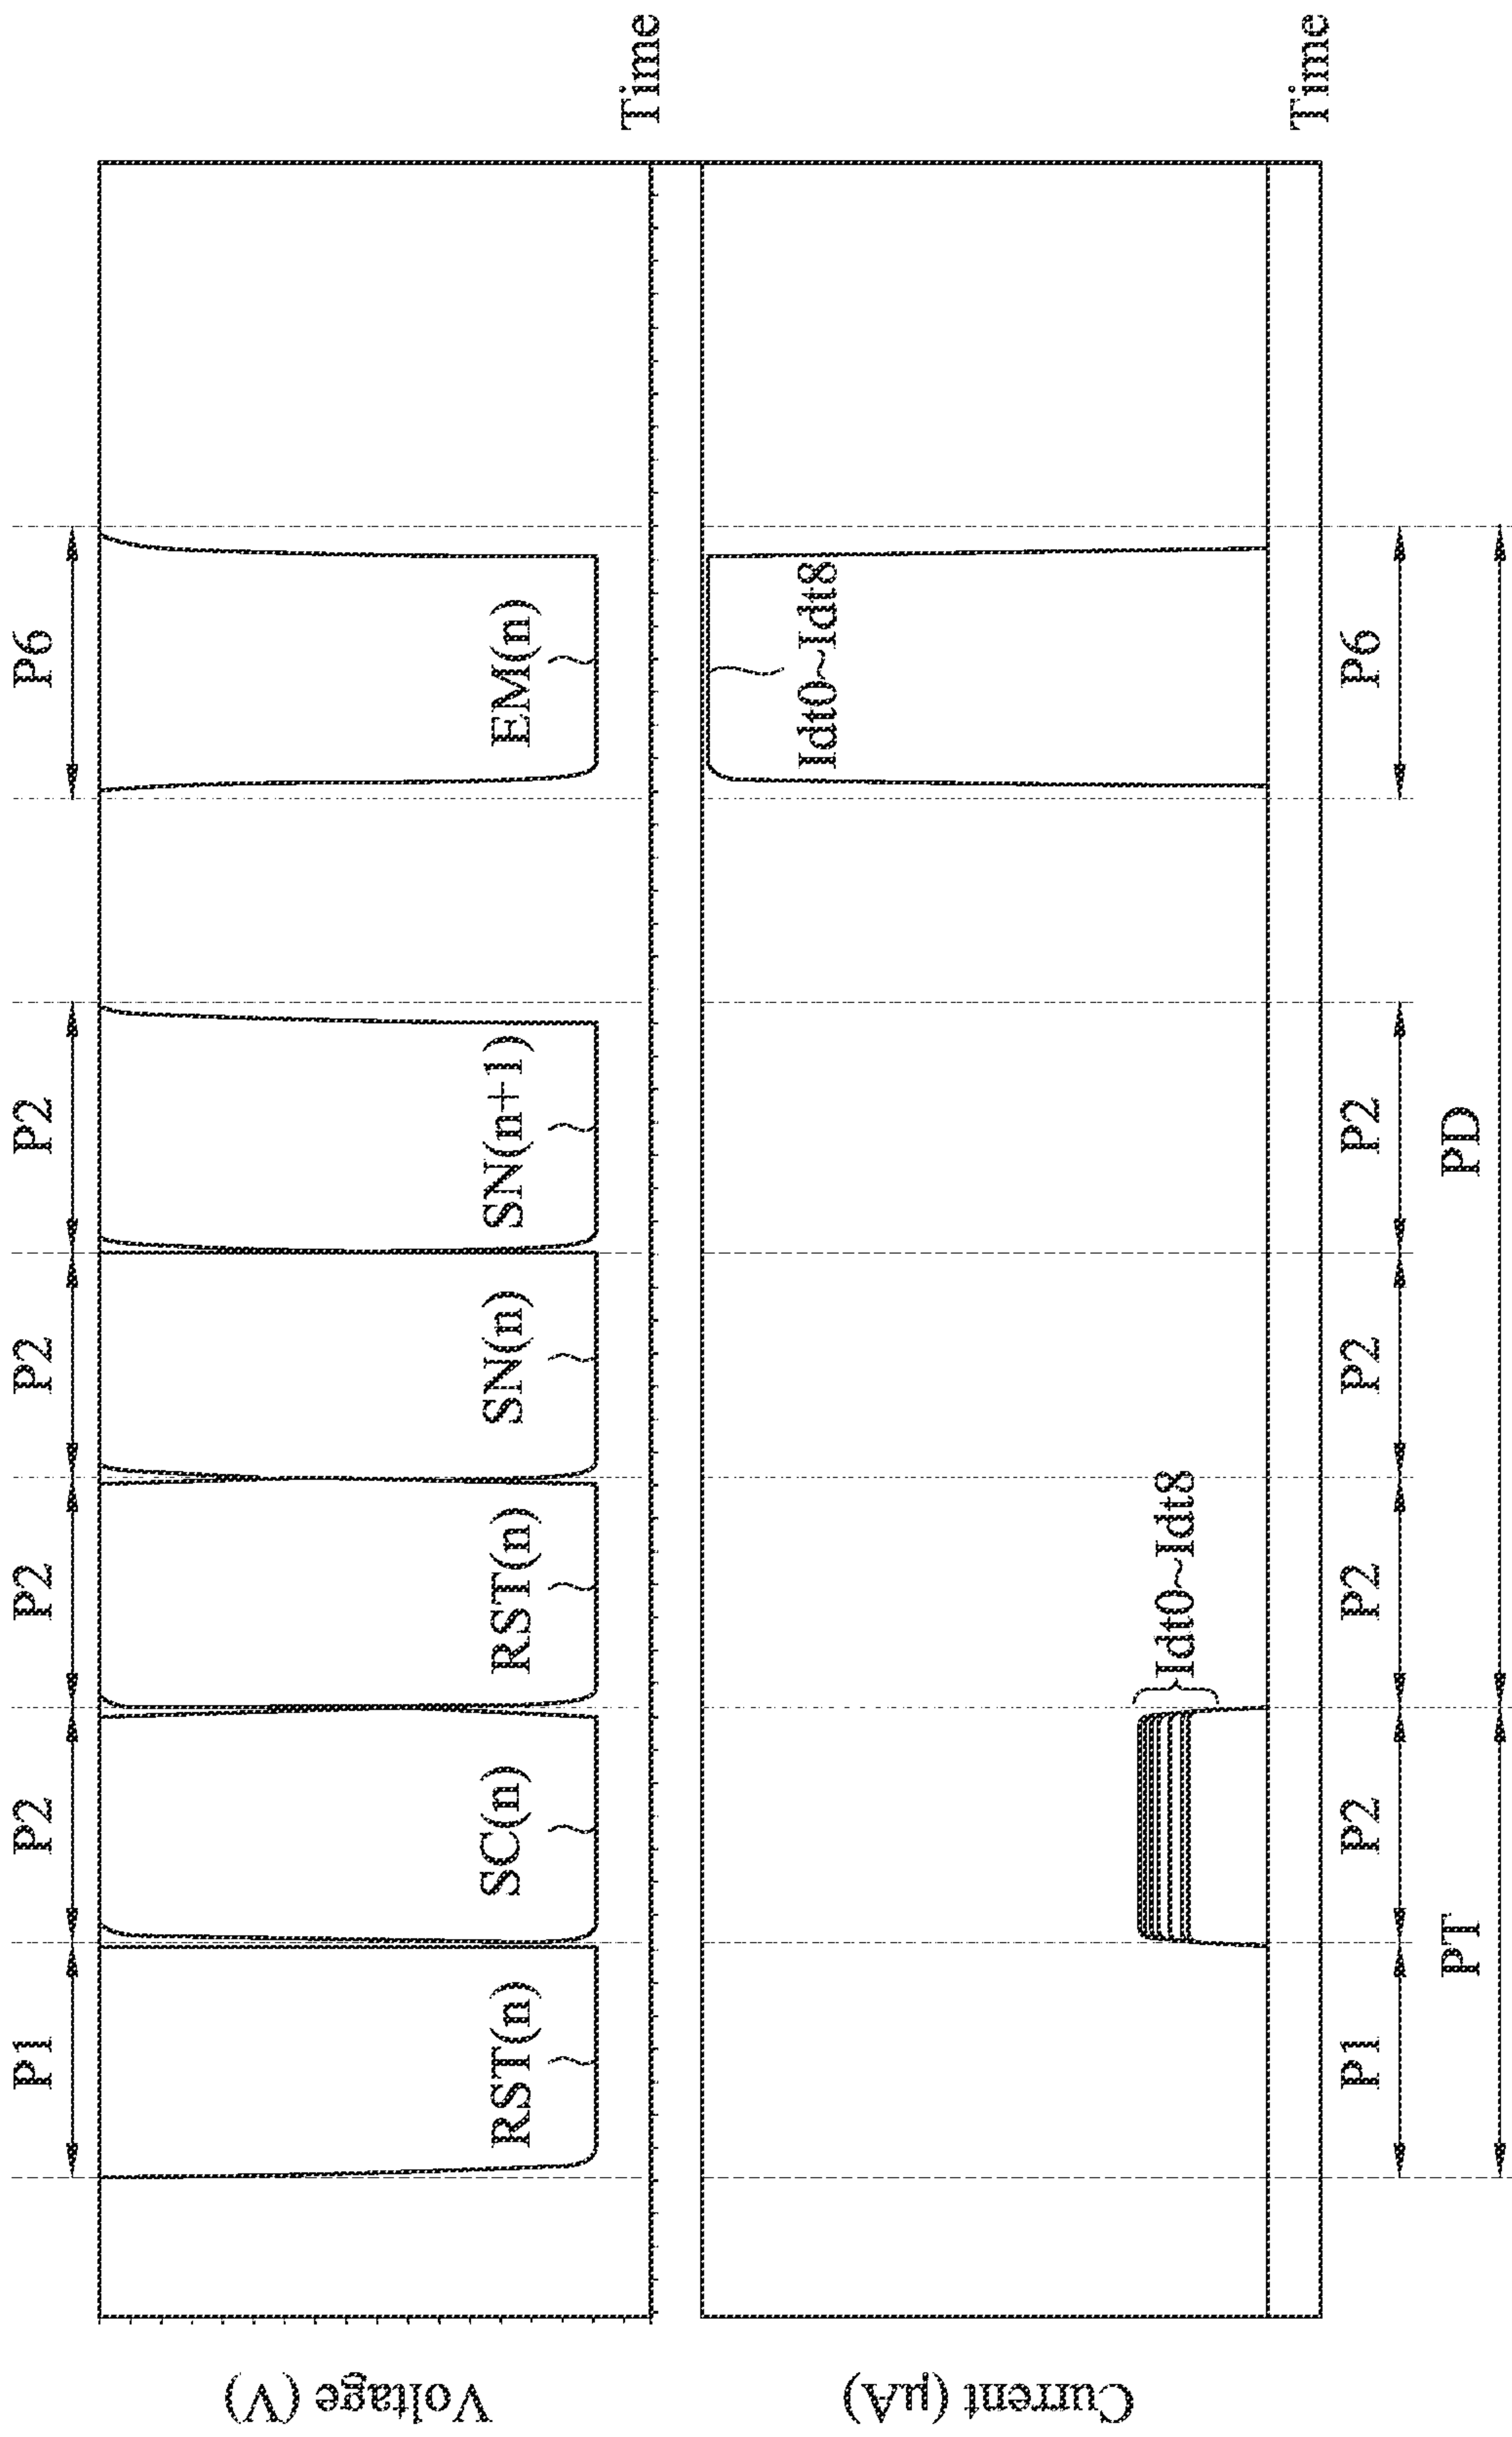 P1 P2 P2 P2 P2 P6
Voltage (V)
RST(n) SC(n) RST(n) SN(n) SN(n+1) EM(n)
Time
Current (μA)
Idt0~Idt8
Idt0~Idt8
Time
P1 P2 P2 P2 P2 P6
PT PD